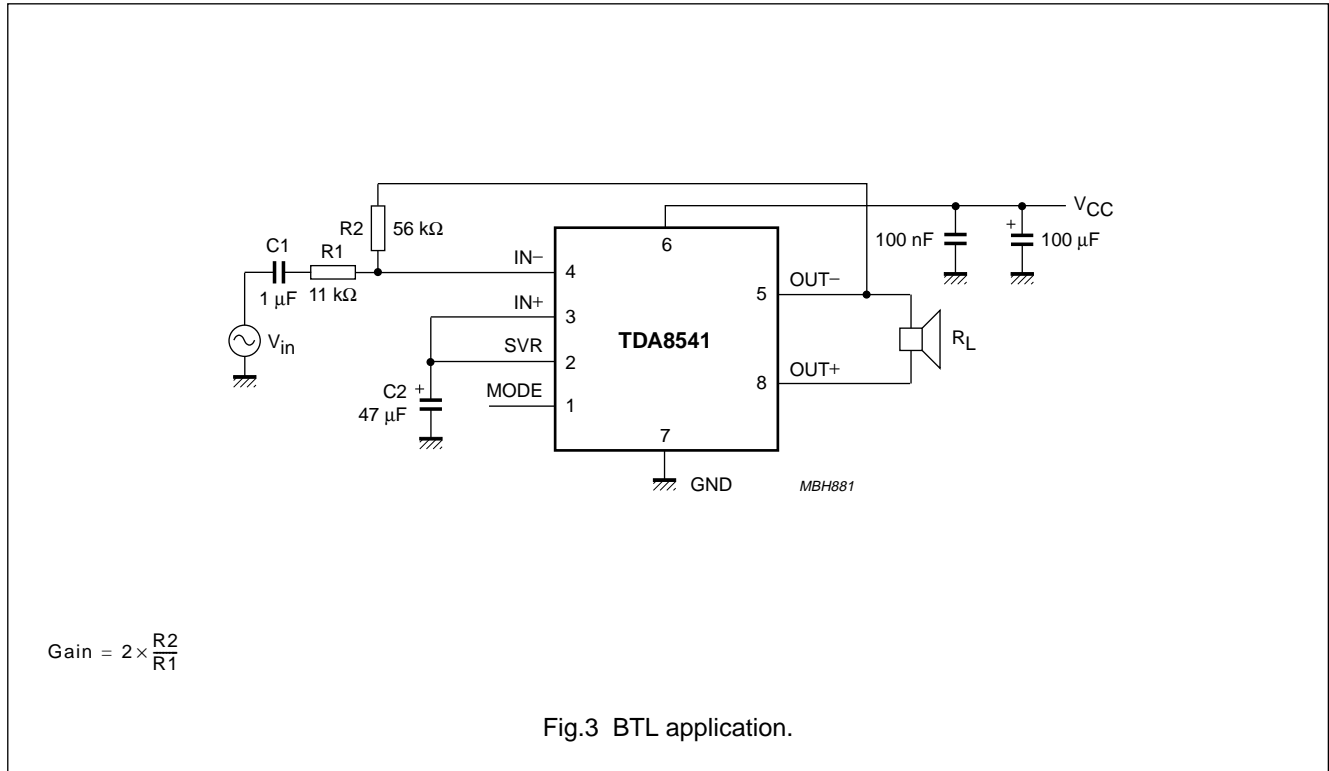 V_CC
R2
56 kΩ
6
100 nF
+
100 µF
C1
R1
IN−
4
1 µF
11 kΩ
OUT−
5
IN+
3
TDA8541
R_L
V_in
SVR
2
OUT+
8
C2
+
47 µF
MODE
1
7
GND
MBH881
Gain = 2 × R2/R1
Fig.3 BTL application.